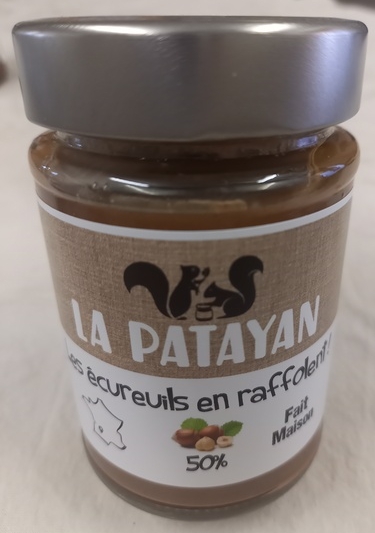 LA PATAYAN
Les écureuils en raffolent!
Fait
Maison
50%